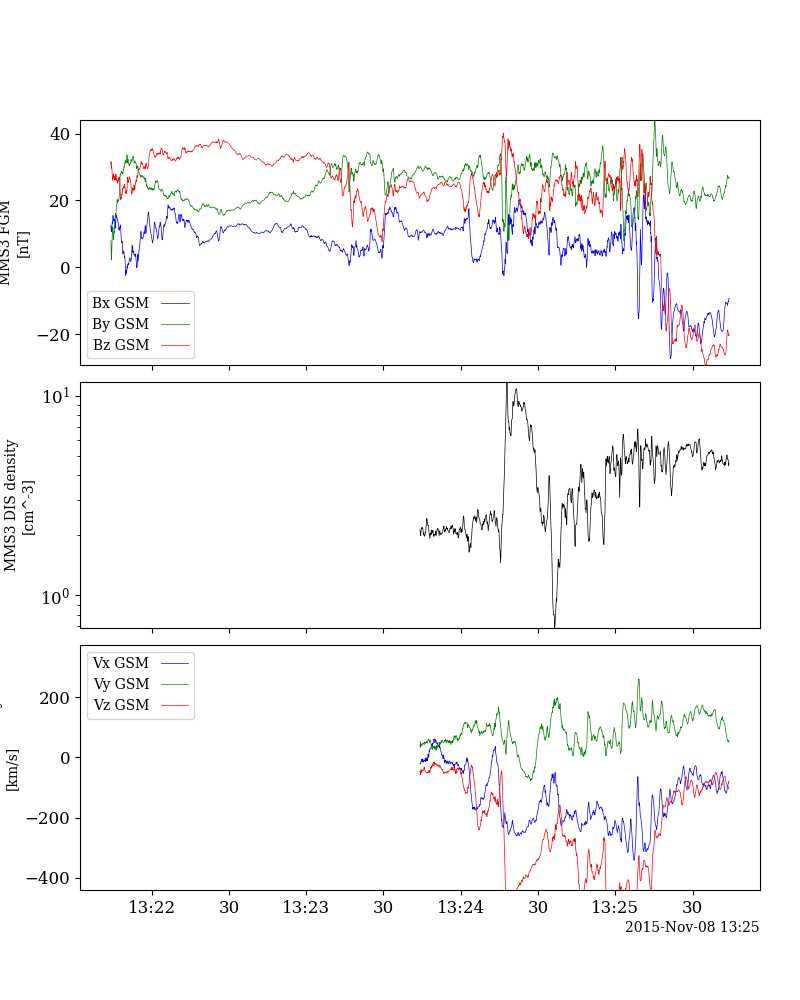 40
20
0
−20
MMS3 FGM
[nT]
Bx GSM
By GSM
Bz GSM
10^1
10^0
MMS3 DIS density
[cm^-3]
Vx GSM
Vy GSM
Vz GSM
200
0
−200
−400
[km/s]
13:22 30 13:23 30 13:24 30 13:25 30
2015-Nov-08 13:25